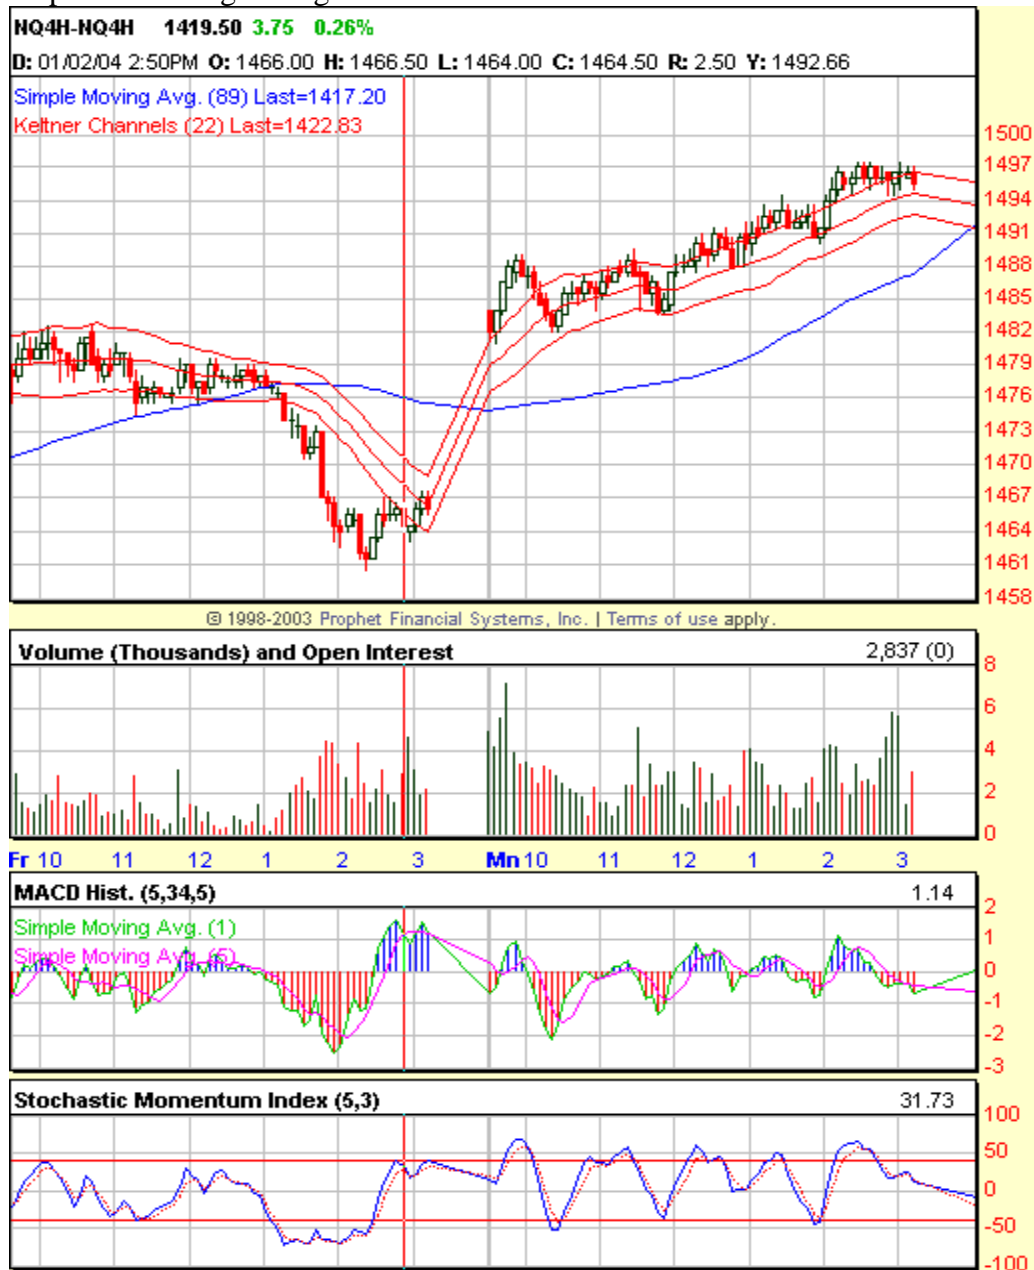 NQ4H-NQ4H 1419.50 3.75 0.26%
D: 01/02/04 2:50PM O: 1466.00 H: 1466.50 L: 1464.00 C: 1464.50 R: 2.50 Y: 1492.66
Simple Moving Avg. (89) Last=1417.20
Keltner Channels (22) Last=1422.83
1500
1497
1494
1491
1488
1485
1482
1479
1476
1473
1470
1467
1464
1461
1458
© 1998-2003 Prophet Financial Systems, Inc. | Terms of use apply.
Volume (Thousands) and Open Interest 2,837 (0)
8
6
4
2
0
Fr 10 11 12 1 2 3 Mn 10 11 12 1 2 3
MACD Hist. (5,34,5) 1.14
Simple Moving Avg. (1)
Simple Moving Avg. (5)
2
1
0
-1
-2
-3
Stochastic Momentum Index (5,3) 31.73
100
50
0
-50
-100